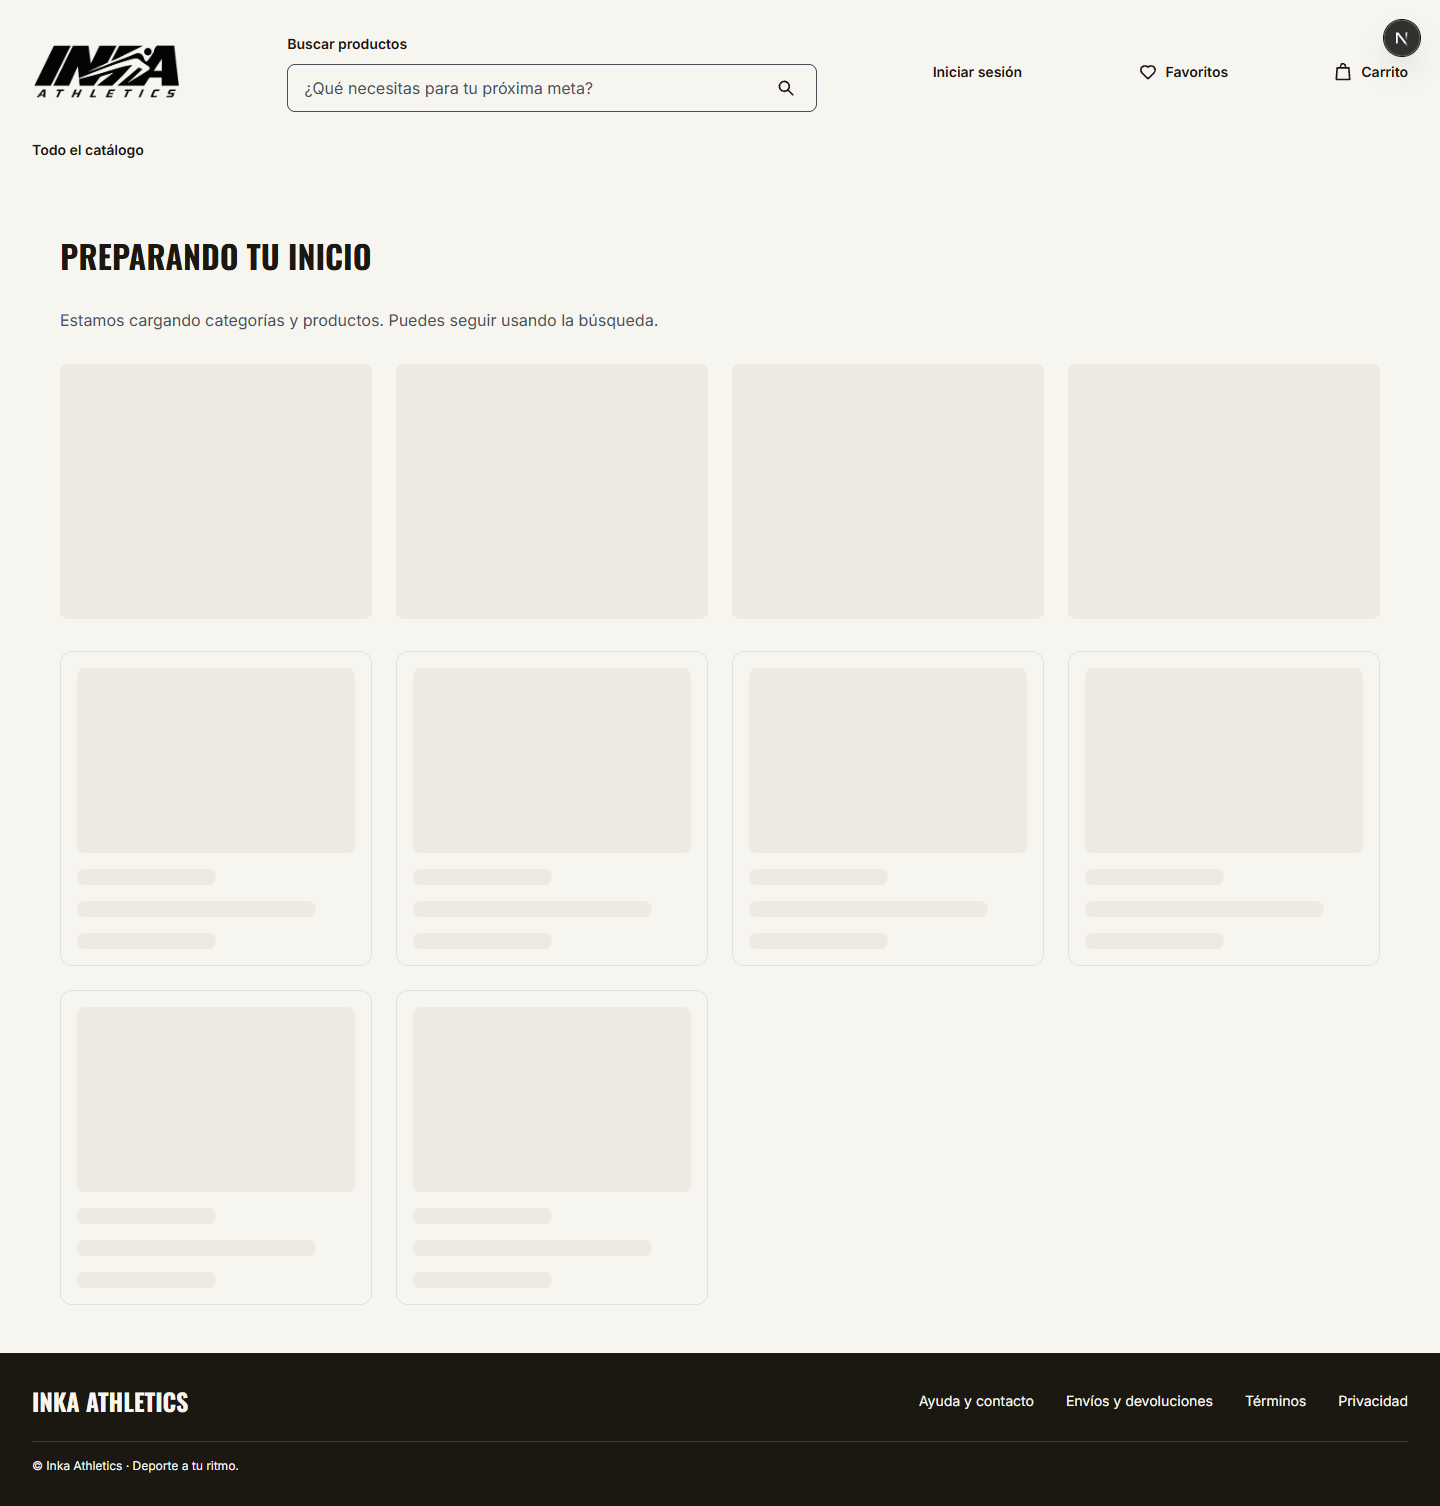 INKA
ATHLETICS
Buscar productos
¿Qué necesitas para tu próxima meta?
Iniciar sesión
Favoritos
N
Carrito
Todo el catálogo
PREPARANDO TU INICIO
Estamos cargando categorías y productos. Puedes seguir usando la búsqueda.
INKA ATHLETICS
Ayuda y contacto
Envíos y devoluciones
Términos
Privacidad
© Inka Athletics · Deporte a tu ritmo.